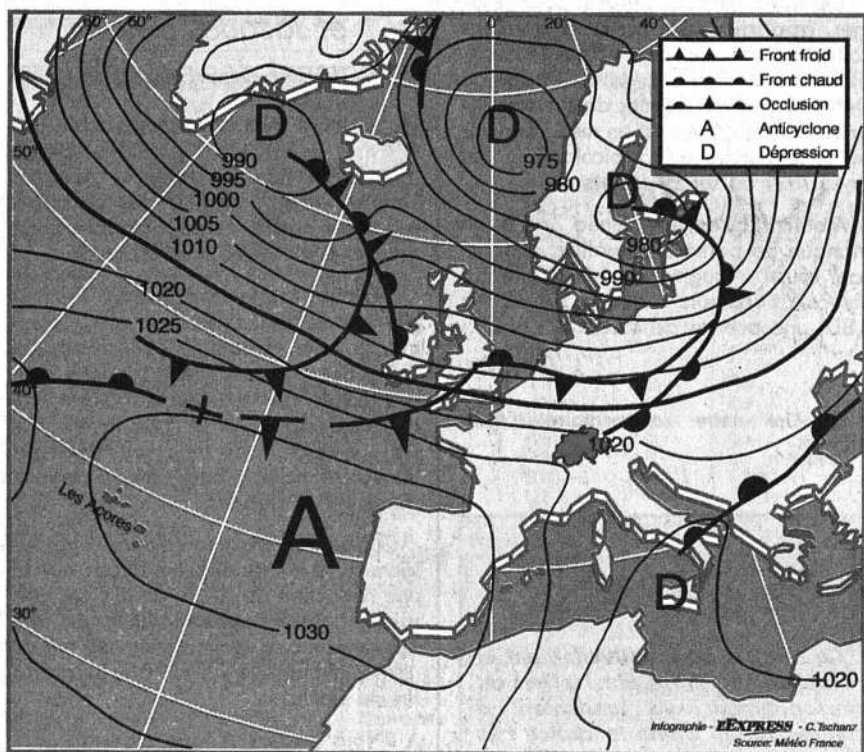 60°
50°
20
0
20
40
Front froid
Front chaud
Occlusion
A Anticyclone
D Dépression
D
D
D
50°
990
995
1000
1005
1010
975
980
980
990
1020
1025
40°
1020
Les Açores
A
D
30°
1030
1020
Infographie - L'EXPRESS - C. Tschanz
Source: Météo France